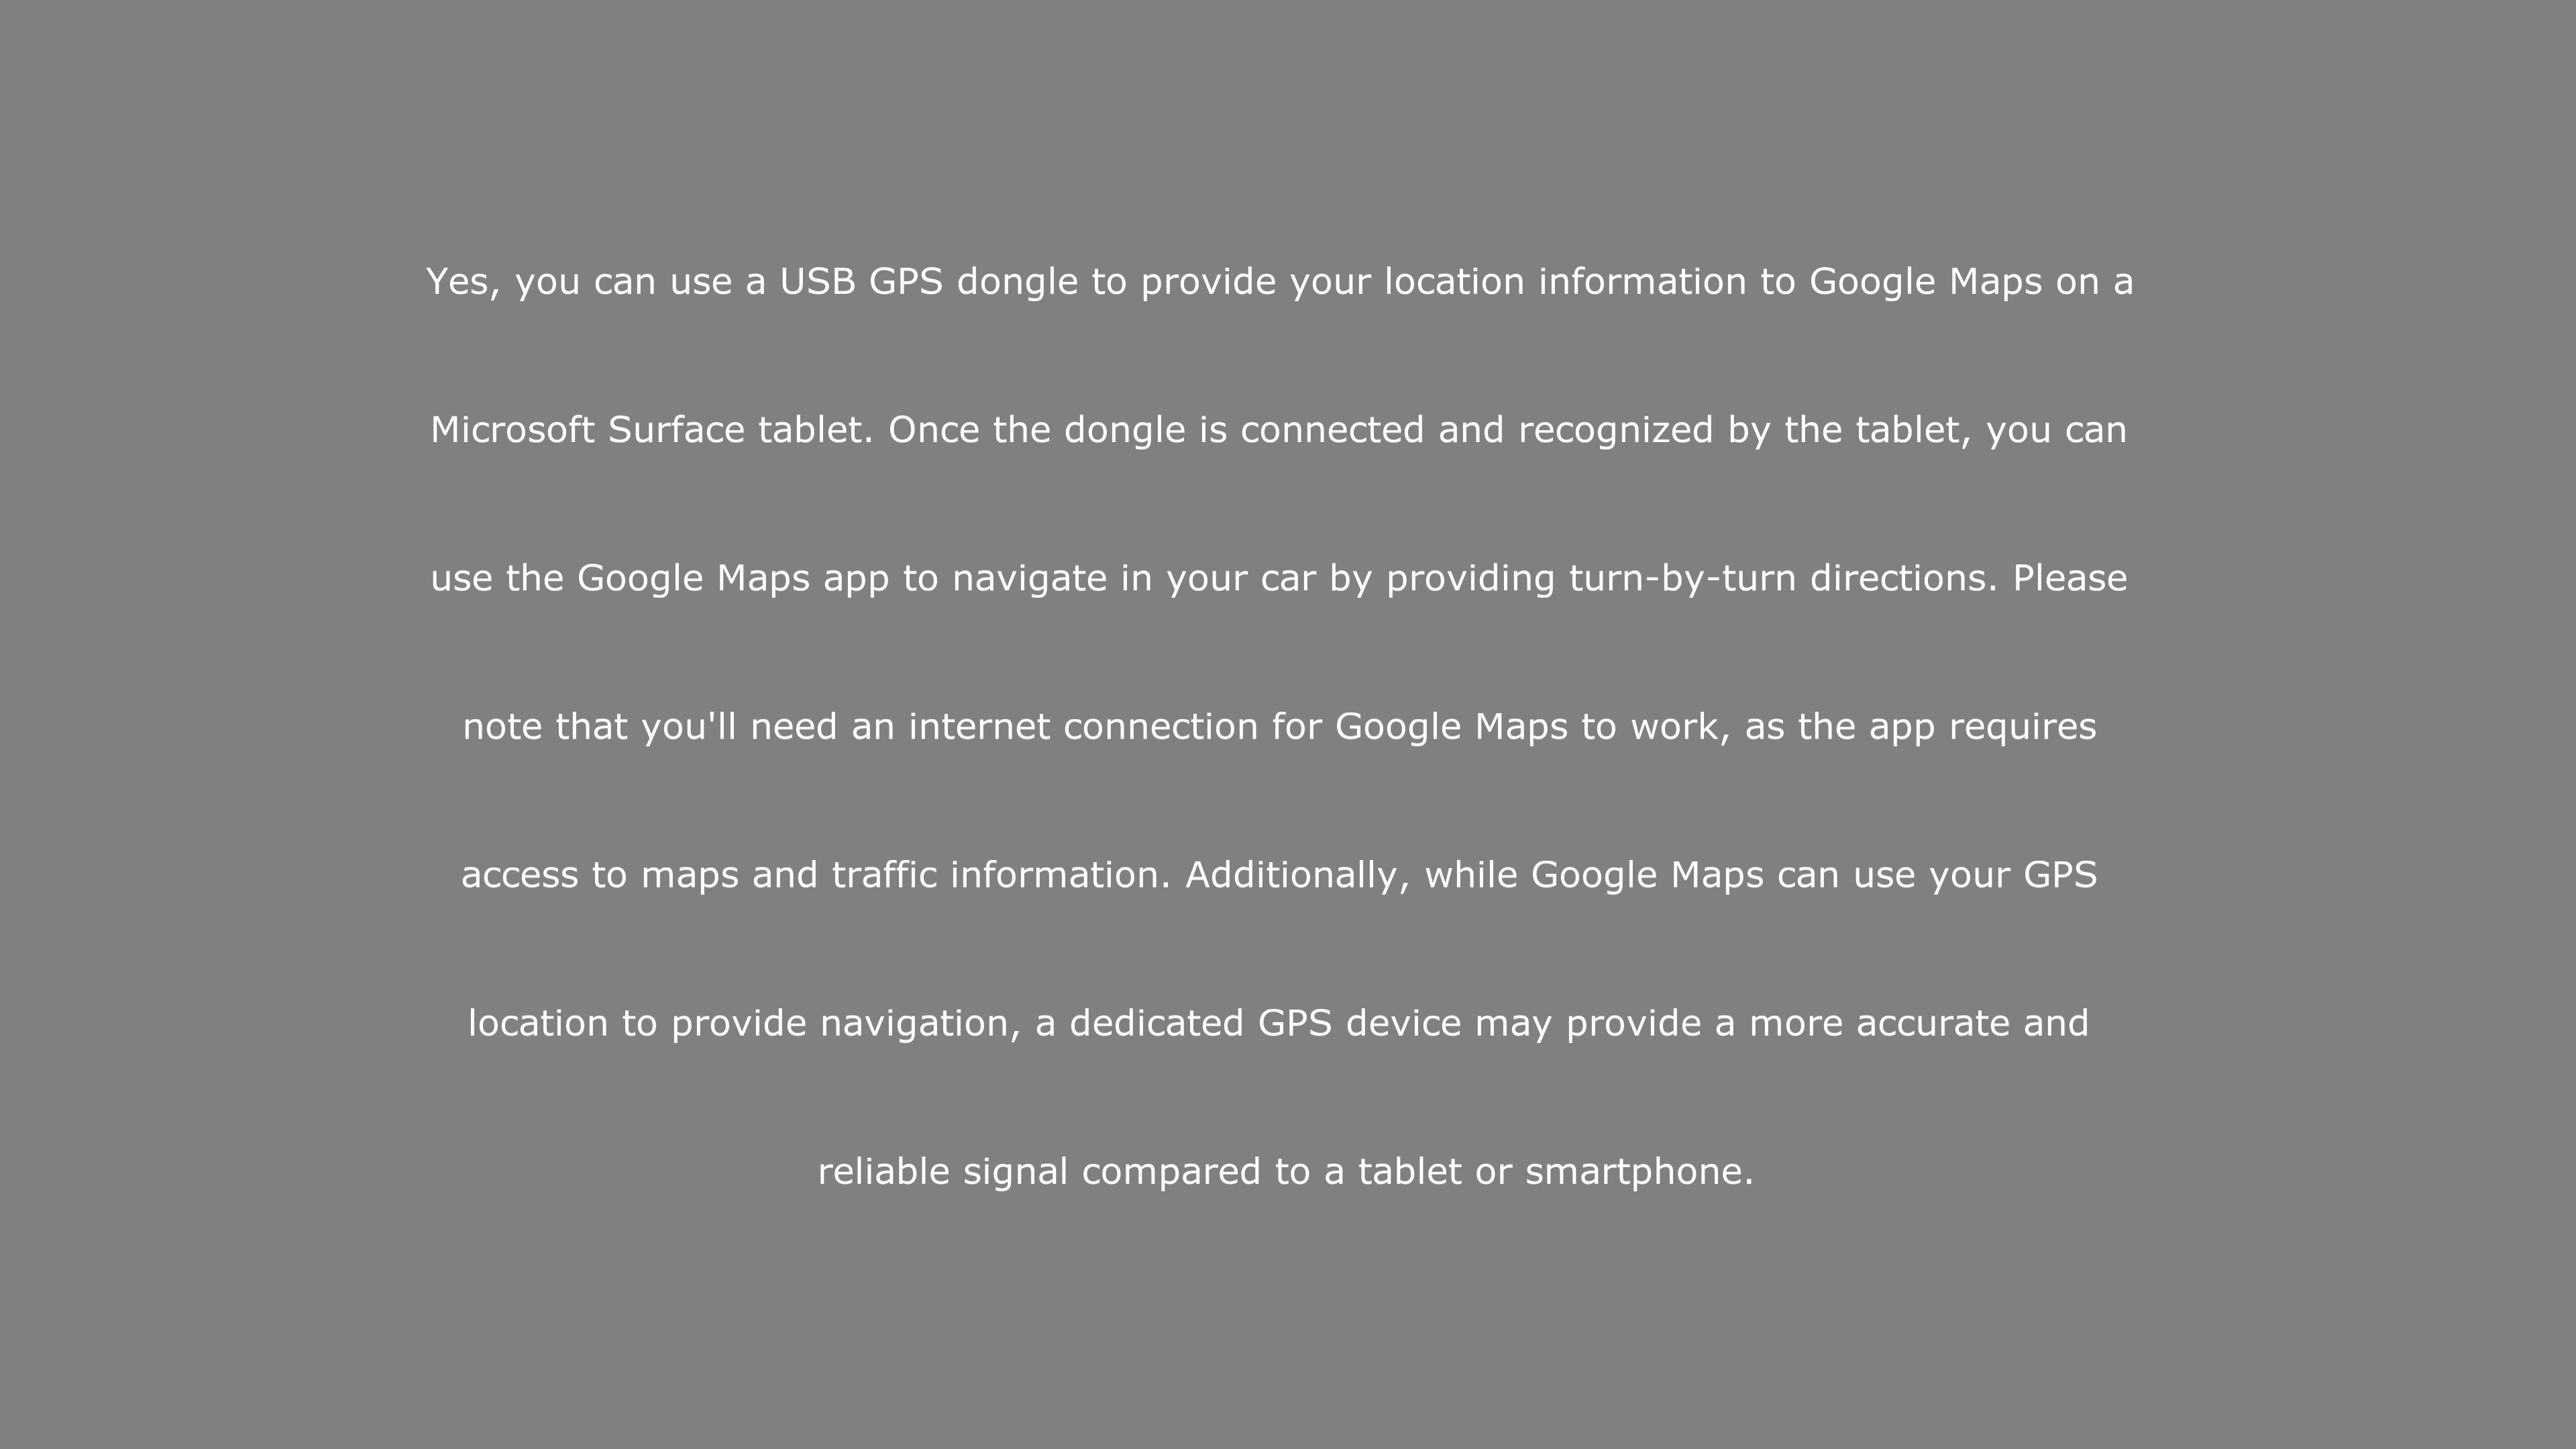 Yes, you can use a USB GPS dongle to provide your location information to Google Maps on a
Microsoft Surface tablet. Once the dongle is connected and recognized by the tablet, you can
use the Google Maps app to navigate in your car by providing turn-by-turn directions. Please
note that you'll need an internet connection for Google Maps to work, as the app requires
access to maps and traffic information. Additionally, while Google Maps can use your GPS
location to provide navigation, a dedicated GPS device may provide a more accurate and
reliable signal compared to a tablet or smartphone.